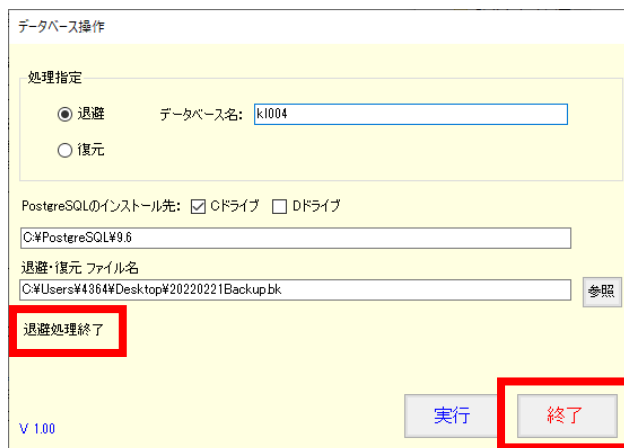 データベース操作
処理指定
退避 データベース名: kl004
復元
PostgreSQLのインストール先: Cドライブ Dドライブ
C:¥PostgreSQL¥9.6
退避・復元 ファイル名
C:¥Users¥4364¥Desktop¥20220221Backup.bk 参照
退避処理終了
実行 終了
V 1.00